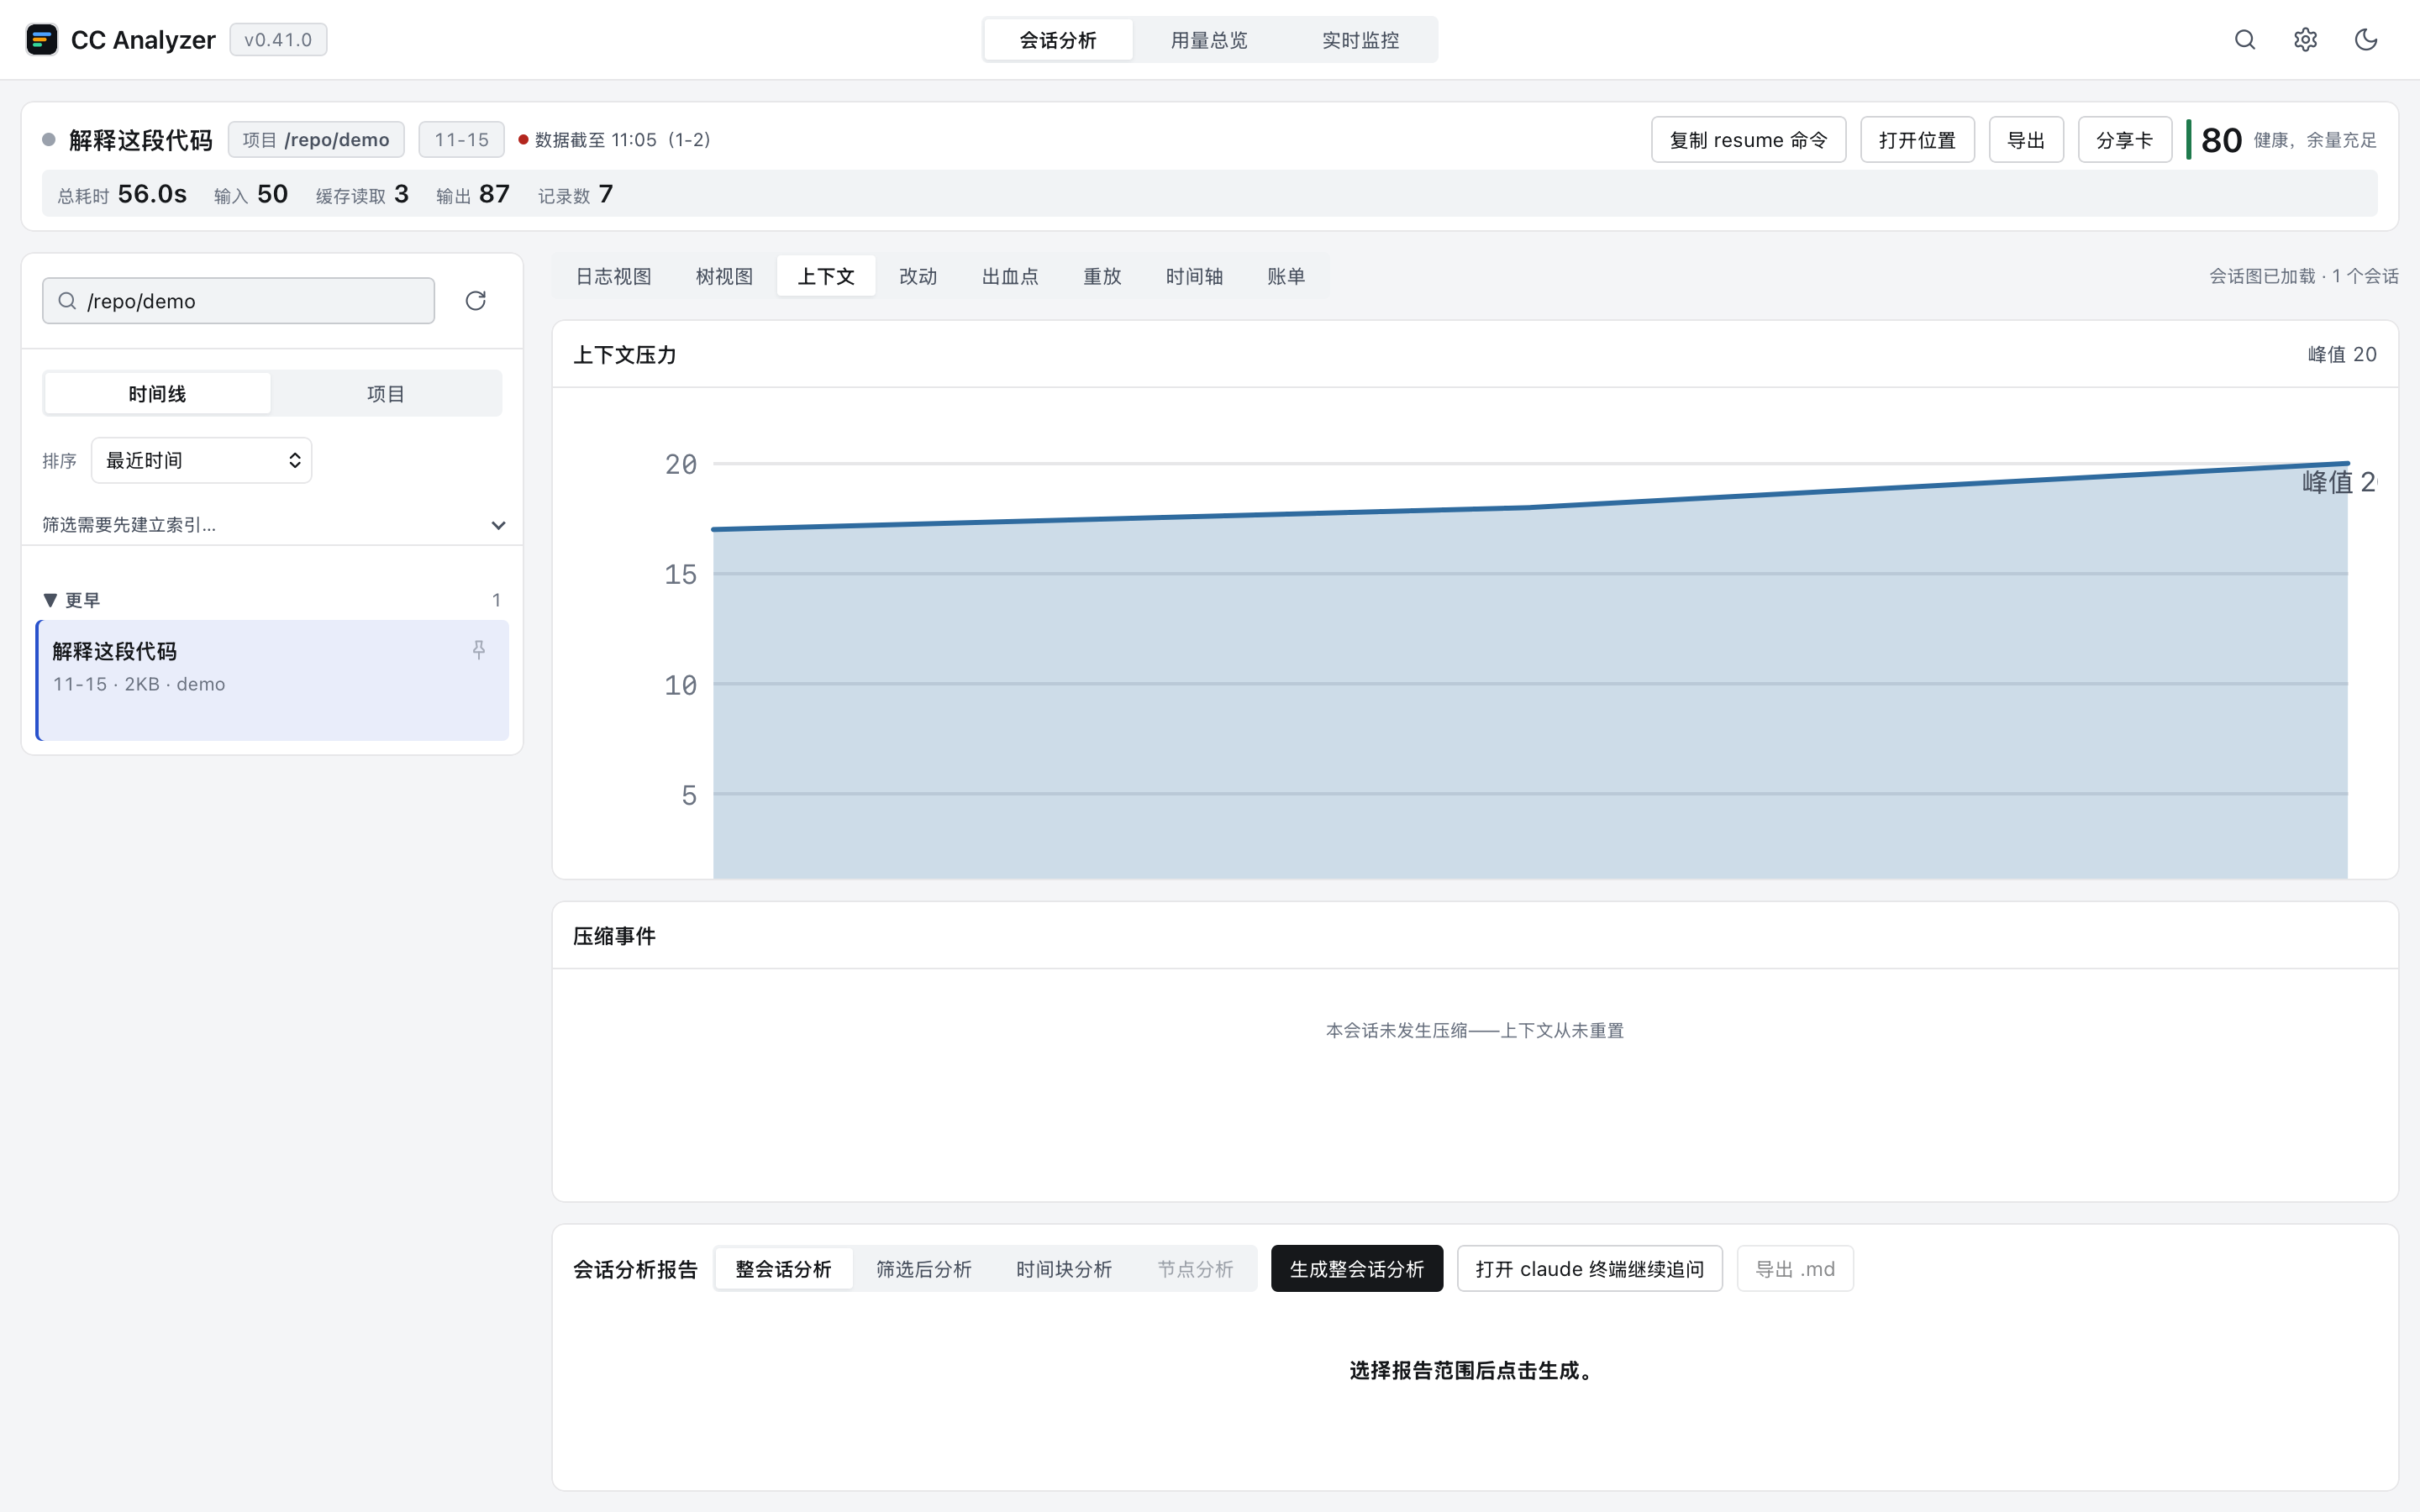 CC Analyzer v0.41.0 会话分析 用量总览 实时监控
解释这段代码 项目 /repo/demo 11-15 数据截至 11:05 (1-2) 复制 resume 命令 打开位置 导出 分享卡 80 健康，余量充足
总耗时 56.0s 输入 50 缓存读取 3 输出 87 记录数 7
/repo/demo
时间线 项目
排序 最近时间
筛选需要先建立索引...
更早 1
解释这段代码
11-15 · 2KB · demo
日志视图 树视图 上下文 改动 出血点 重放 时间轴 账单 会话图已加载 · 1 个会话
上下文压力 峰值 20
20
峰值 2
15
10
5
压缩事件
本会话未发生压缩——上下文从未重置
会话分析报告 整会话分析 筛选后分析 时间块分析 节点分析 生成整会话分析 打开 claude 终端继续追问 导出 .md
选择报告范围后点击生成。